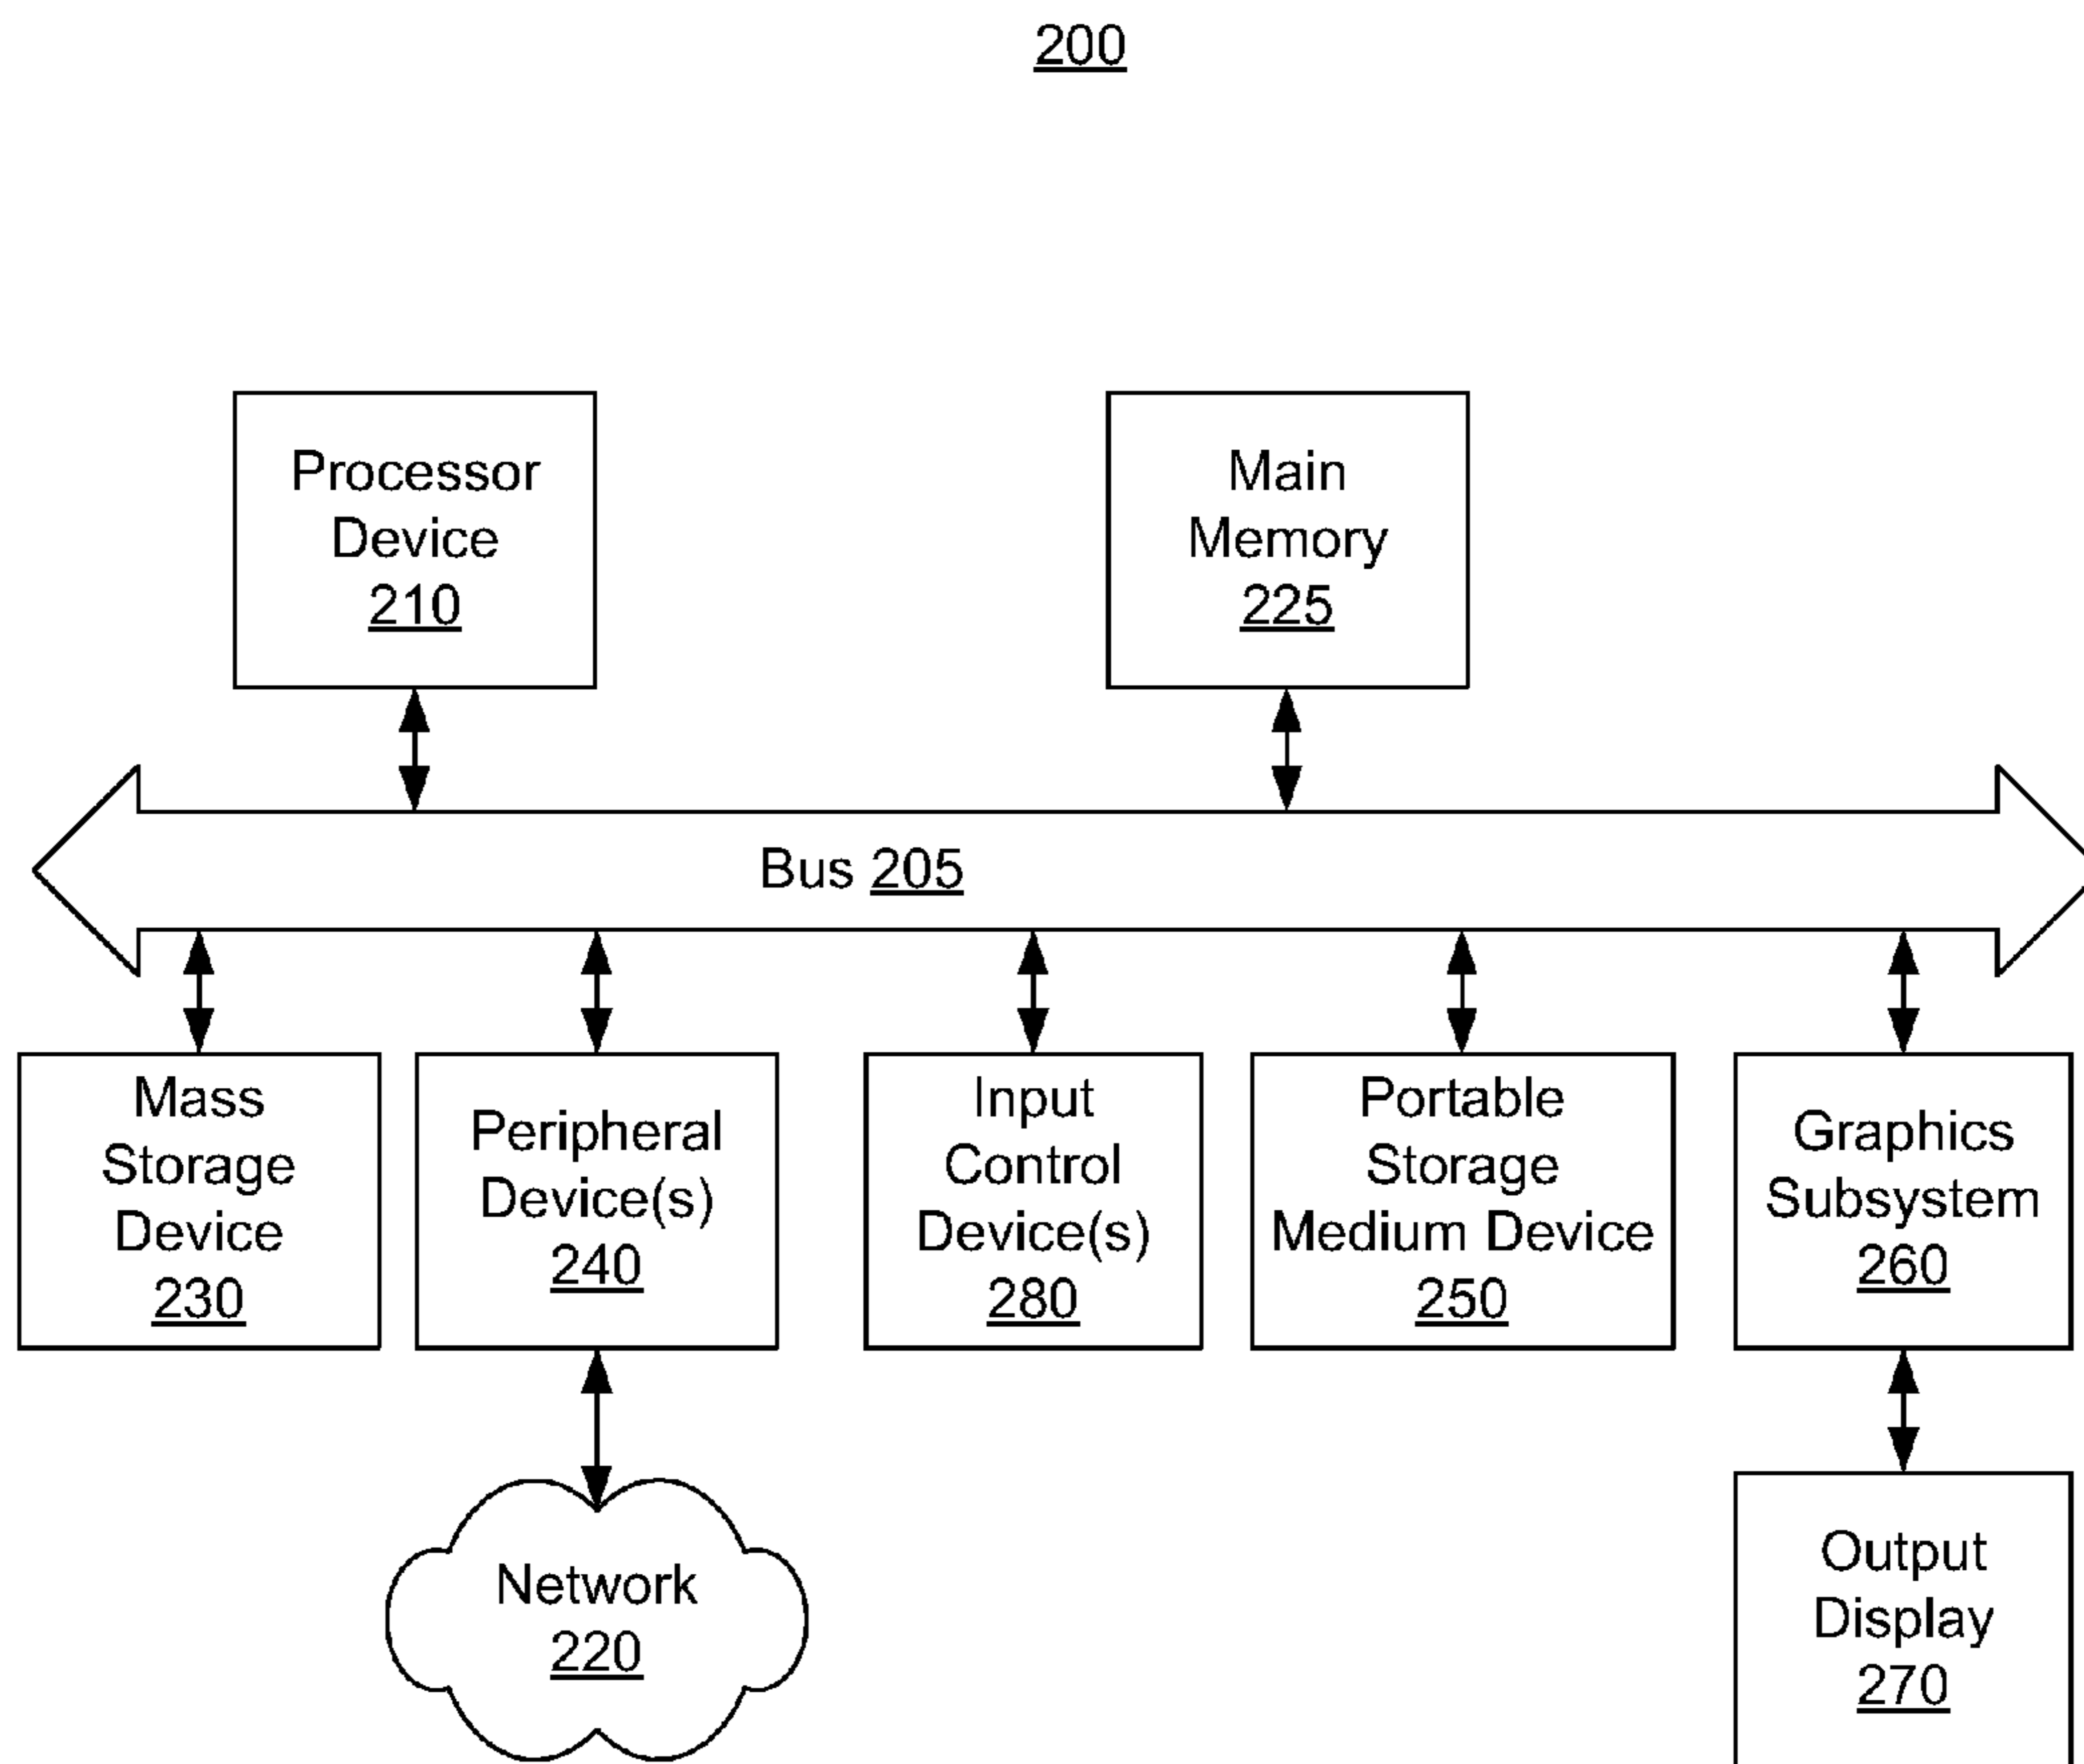 200
Processor
Device
210
Main
Memory
225
Bus 205
Mass
Storage
Device
230
Peripheral
Device(s)
240
Input
Control
Device(s)
280
Portable
Storage
Medium Device
250
Graphics
Subsystem
260
Network
220
Output
Display
270